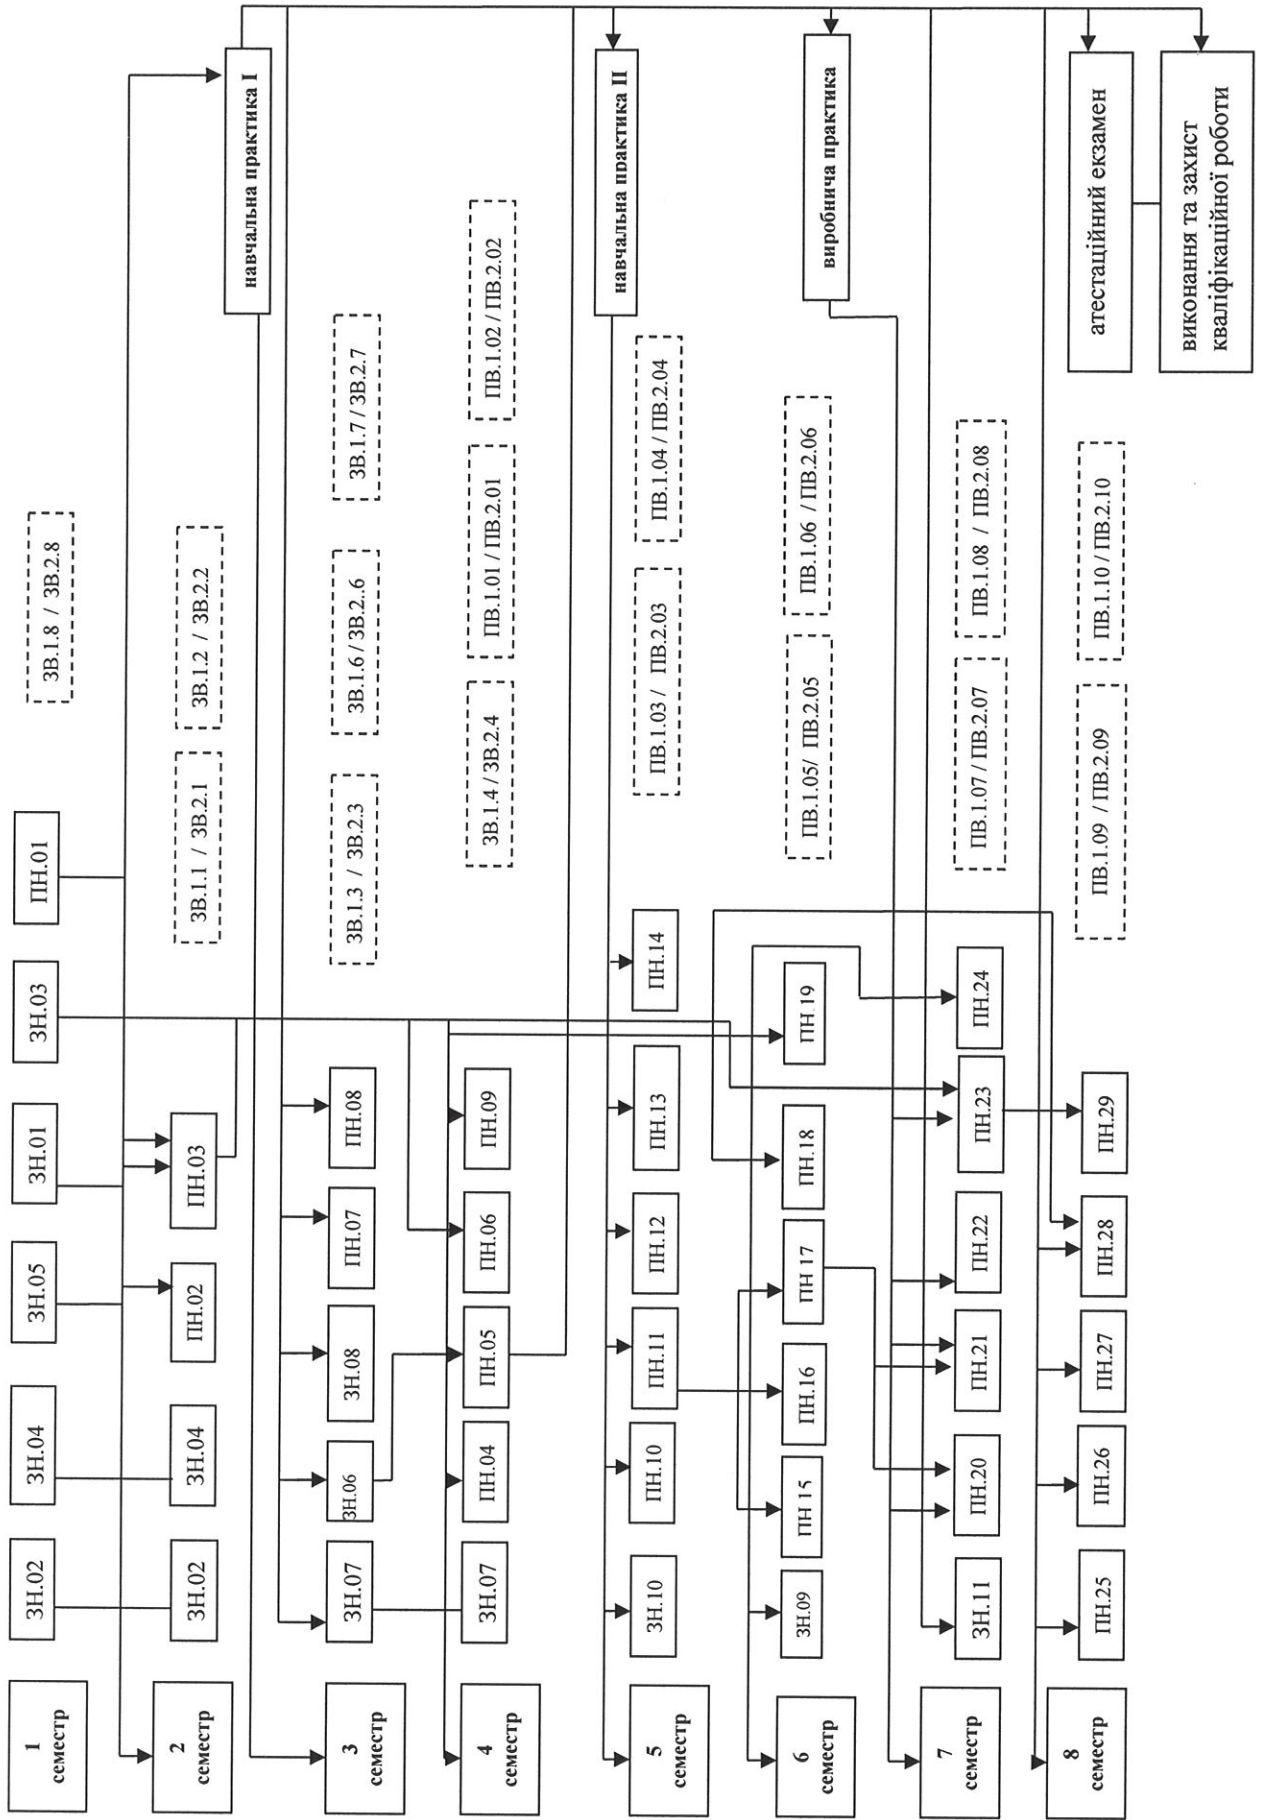 1
семестр
ЗН.02
ЗН.04
ЗН.05
ЗН.01
ЗН.03
ПН.01
ЗВ.1.8 / ЗВ.2.8
2
семестр
ЗН.02
ЗН.04
ПН.02
ПН.03
ЗВ.1.1 / ЗВ.2.1
ЗВ.1.2 / ЗВ.2.2
навчальна практика І
3
семестр
ЗН.07
ЗН.06
ЗН.08
ПН.07
ПН.08
ЗВ.1.3 / ЗВ.2.3
ЗВ.1.6 / ЗВ.2..6
ЗВ.1.7 / ЗВ.2.7
4
семестр
ЗН.07
ПН.04
ПН.05
ПН.06
ПН.09
ЗВ.1.4 / ЗВ.2.4
ПВ.1.01 / ПВ.2.01
ПВ.1.02 / ПВ.2.02
навчальна практика ІІ
5
семестр
ЗН.10
ПН.10
ПН.11
ПН.12
ПН.13
ПН.14
ПВ.1.03 / ПВ.2.03
ПВ.1.04 / ПВ.2.04
6
семестр
ЗН.09
ПН 15
ПН.16
ПН 17
ПН.18
ПН.19
ПВ.1.05/ ПВ.2.05
ПВ.1.06 / ПВ.2.06
виробнича практика
7
семестр
ЗН.11
ПН.20
ПН.21
ПН.22
ПН.23
ПН.24
ПВ.1.07 / ПВ.2.07
ПВ.1.08 / ПВ.2.08
8
семестр
ПН.25
ПН.26
ПН.27
ПН.28
ПН.29
ПВ.1.09 / ПВ.2.09
ПВ.1.10 / ПВ.2.10
атестаційний екзамен
виконання та захист
кваліфікаційної роботи